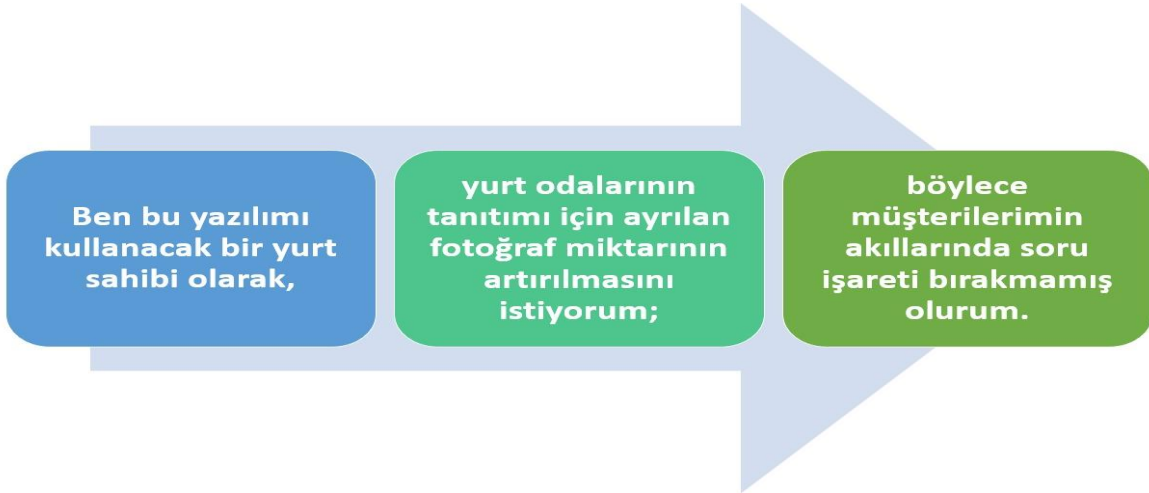 Ben bu yazılımı
kullanacak bir yurt
sahibi olarak,
yurt odalarının
tanıtımı için ayrılan
fotoğraf miktarının
artırılmasını
istiyorum;
böylece
müşterilerimin
akıllarında soru
işareti bırakmamış
olurum.